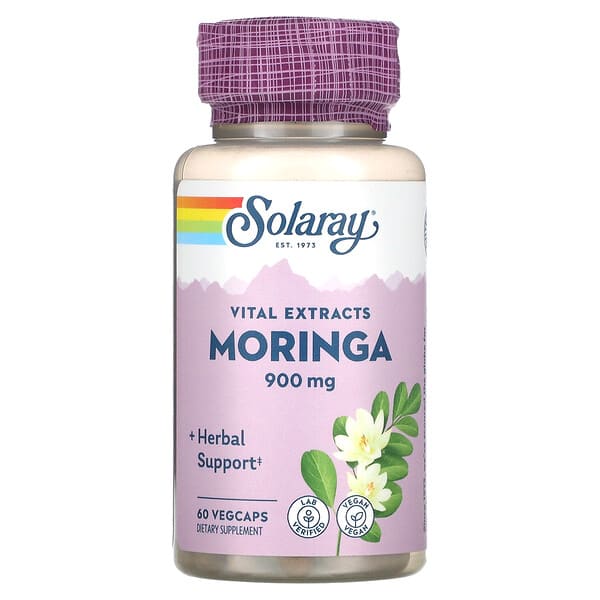 Solaray®
EST. 1973
VITAL EXTRACTS
MORINGA
900 mg
+ Herbal
Support‡
60 VEGCAPS
DIETARY SUPPLEMENT
LAB
VERIFIED
VEGAN
VEGAN